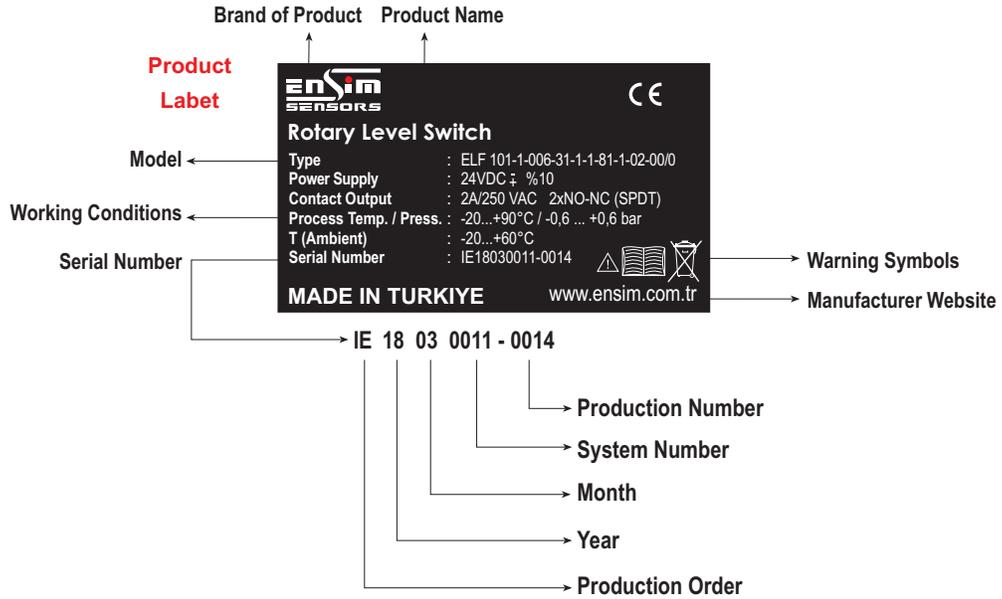 Brand of Product Product Name
Product
Labet
ENSIM
SENSORS
CE
Rotary Level Switch
Model
Type : ELF 101-1-006-31-1-1-81-1-02-00/0
Power Supply : 24VDC ∓ %10
Contact Output : 2A/250 VAC 2xNO-NC (SPDT)
Working Conditions
Process Temp. / Press. : -20...+90°C / -0,6 ... +0,6 bar
T (Ambient) : -20...+60°C
Serial Number
Serial Number : IE18030011-0014
Warning Symbols
MADE IN TURKIYE www.ensim.com.tr
Manufacturer Website
IE 18 03 0011 - 0014
Production Number
System Number
Month
Year
Production Order